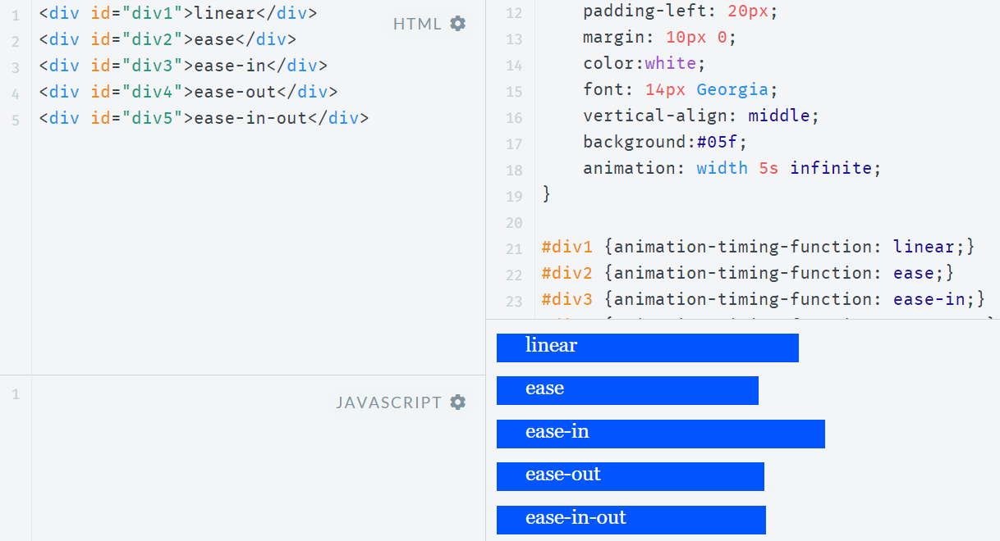 1 <div id="div1">linear</div>
2 <div id="div2">ease</div>
3 <div id="div3">ease-in</div>
4 <div id="div4">ease-out</div>
5 <div id="div5">ease-in-out</div>
HTML
1
JAVASCRIPT
12 padding-left: 20px;
13 margin: 10px 0;
14 color:white;
15 font: 14px Georgia;
16 vertical-align: middle;
17 background:#05f;
18 animation: width 5s infinite;
19 }
20
21 #div1 {animation-timing-function: linear;}
22 #div2 {animation-timing-function: ease;}
23 #div3 {animation-timing-function: ease-in;}
linear
ease
ease-in
ease-out
ease-in-out